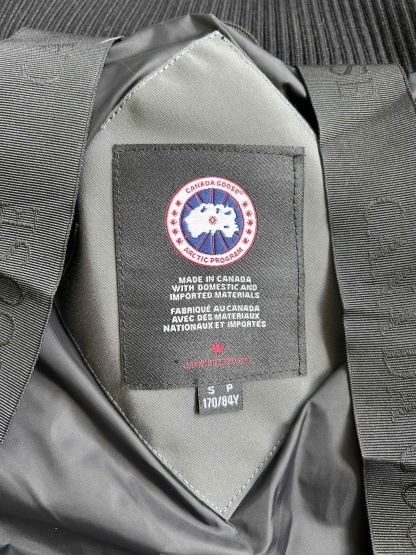 CANADA GOOSE
ARCTIC PROGRAM
MADE IN CANADA
WITH DOMESTIC AND
IMPORTED MATERIALS
FABRIQUÉ AU CANADA
AVEC DES MATÉRIAUX
NATIONAUX ET IMPORTÉS
S P
170/84Y